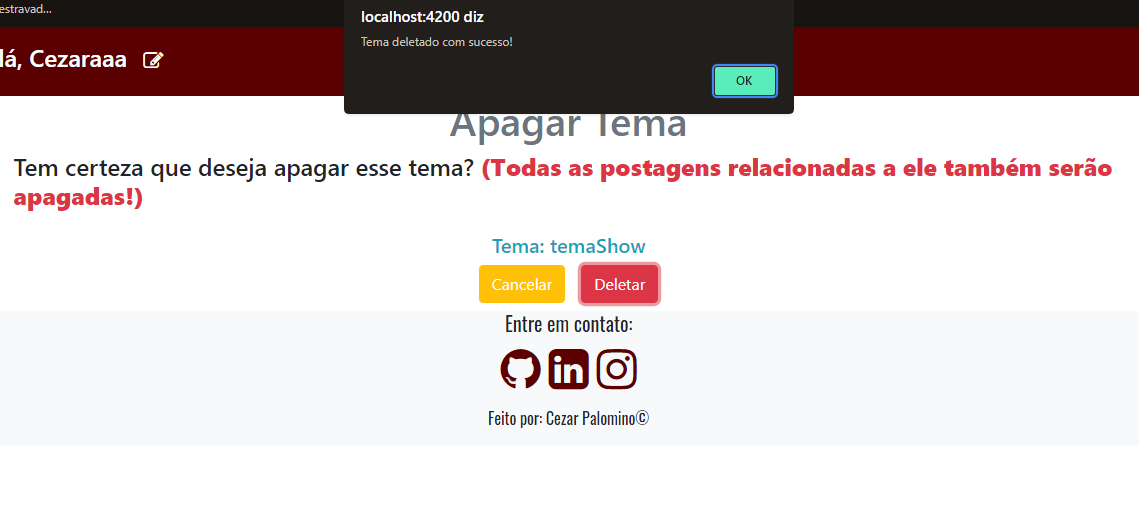 estravad...
localhost:4200 diz
Tema deletado com sucesso!
OK
lá, Cezaraaa
Apagar Tema
Tem certeza que deseja apagar esse tema? (Todas as postagens relacionadas a ele também serão
apagadas!)
Tema: temaShow
Cancelar Deletar
Entre em contato:
in
Feito por: Cezar Palomino©